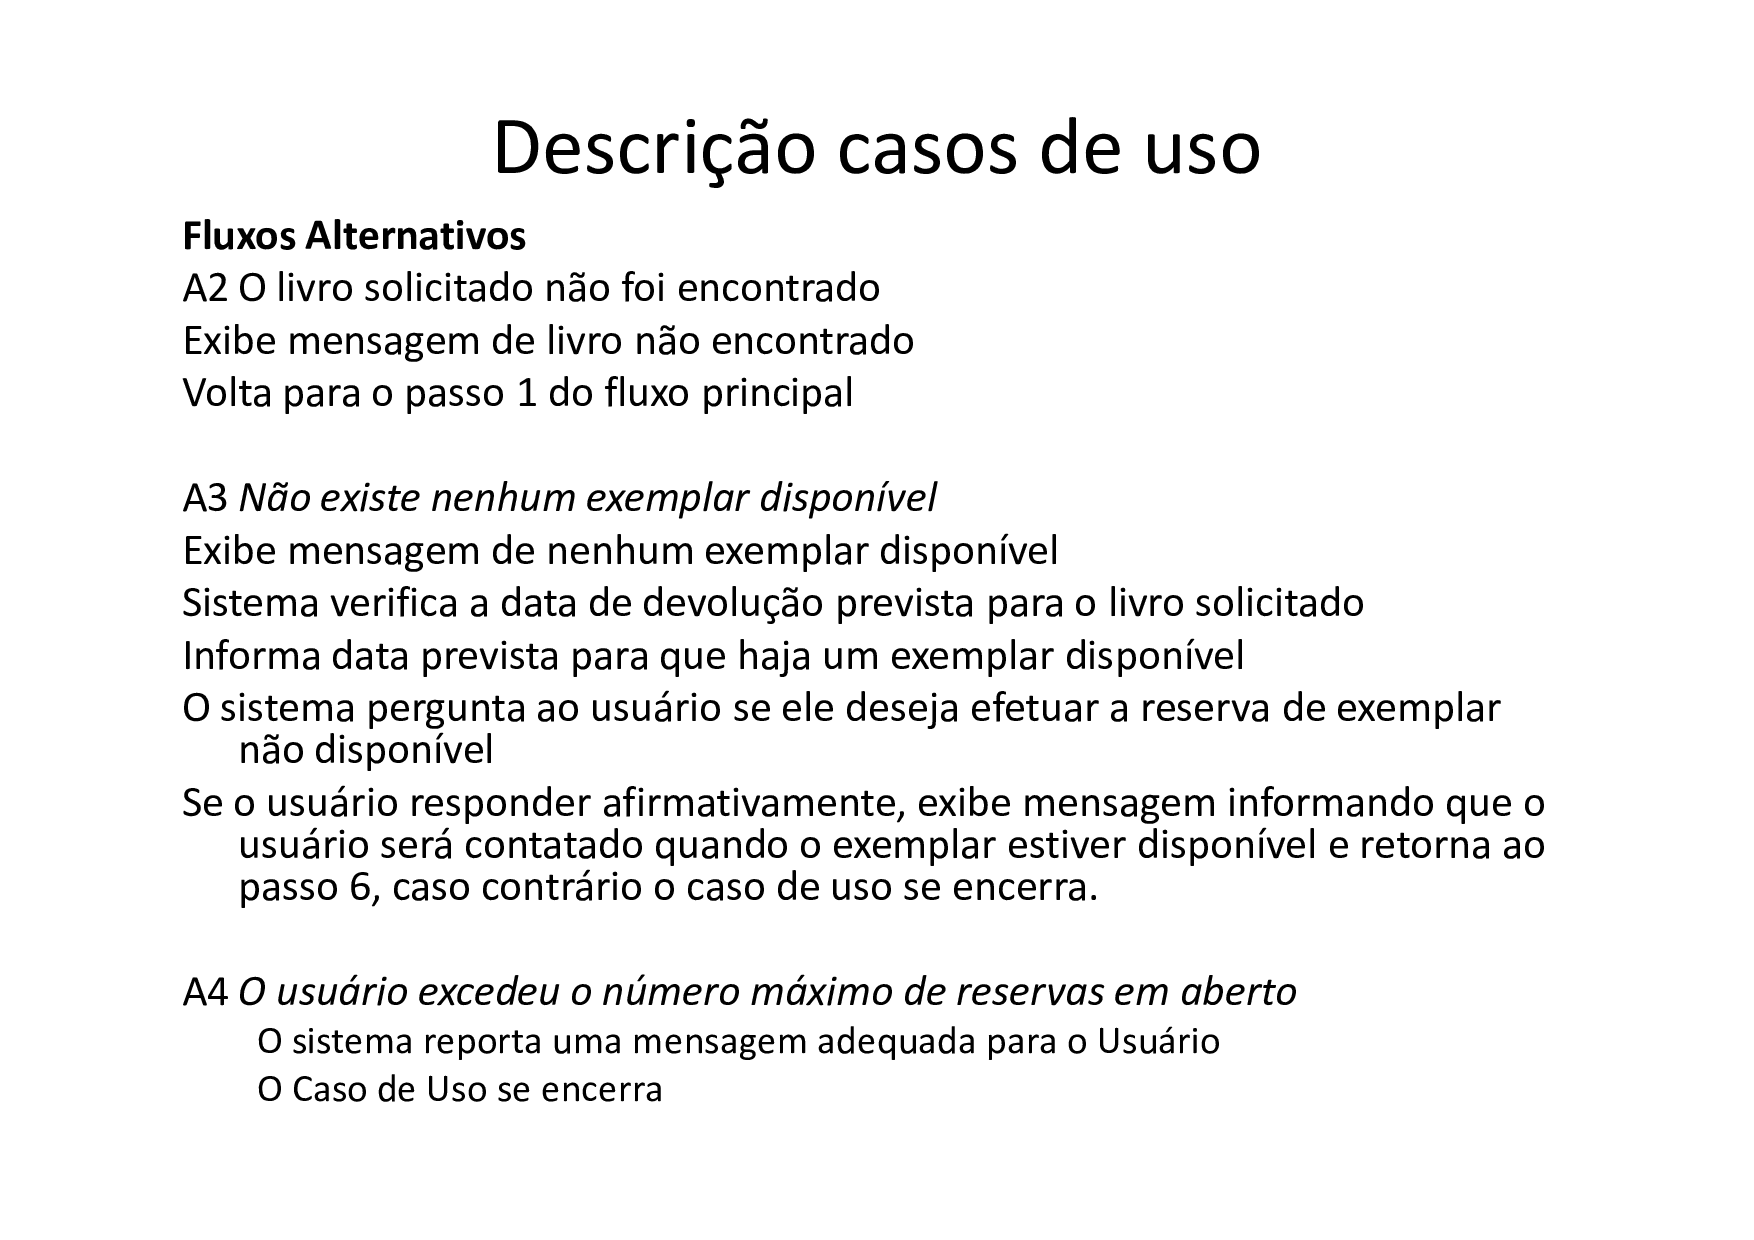 Descrição casos de uso
Fluxos Alternativos
A2 O livro solicitado não foi encontrado
Exibe mensagem de livro não encontrado
Volta para o passo 1 do fluxo principal
A3 Não existe nenhum exemplar disponível
Exibe mensagem de nenhum exemplar disponível
Sistema verifica a data de devolução prevista para o livro solicitado
Informa data prevista para que haja um exemplar disponível
O sistema pergunta ao usuário se ele deseja efetuar a reserva de exemplar
não disponível
Se o usuário responder afirmativamente, exibe mensagem informando que o
usuário será contatado quando o exemplar estiver disponível e retorna ao
passo 6, caso contrário o caso de uso se encerra.
A4 O usuário excedeu o número máximo de reservas em aberto
O sistema reporta uma mensagem adequada para o Usuário
O Caso de Uso se encerra